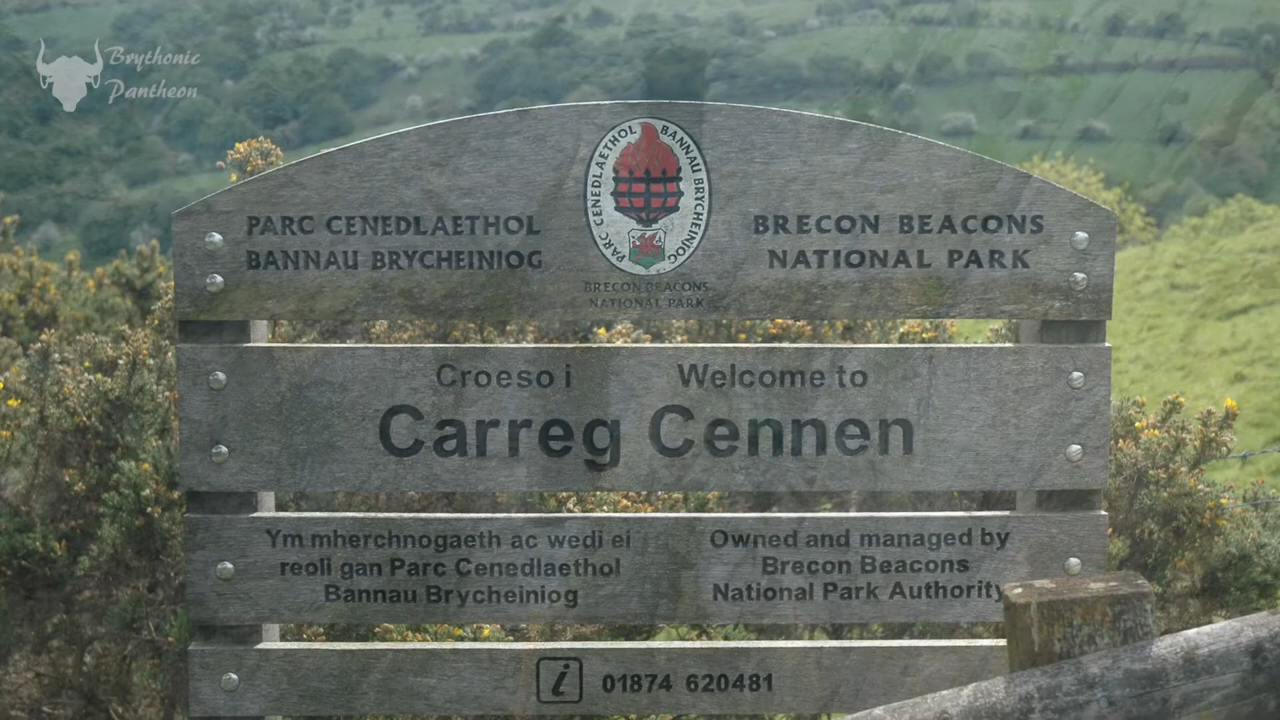 Brythonic
Pantheon
PARC CENEDLAETHOL BANNAU BRYCHEINIOG
BRECON BEACONS
NATIONAL PARK
PARC CENEDLAETHOL
BANNAU BRYCHEINIOG
BRECON BEACONS
NATIONAL PARK
Croeso i
Welcome to
Carreg Cennen
Ym mherchnogaeth ac wedi ei
reoli gan Parc Cenedlaethol
Bannau Brycheiniog
Owned and managed by
Brecon Beacons
National Park Authority
i 01874 620481